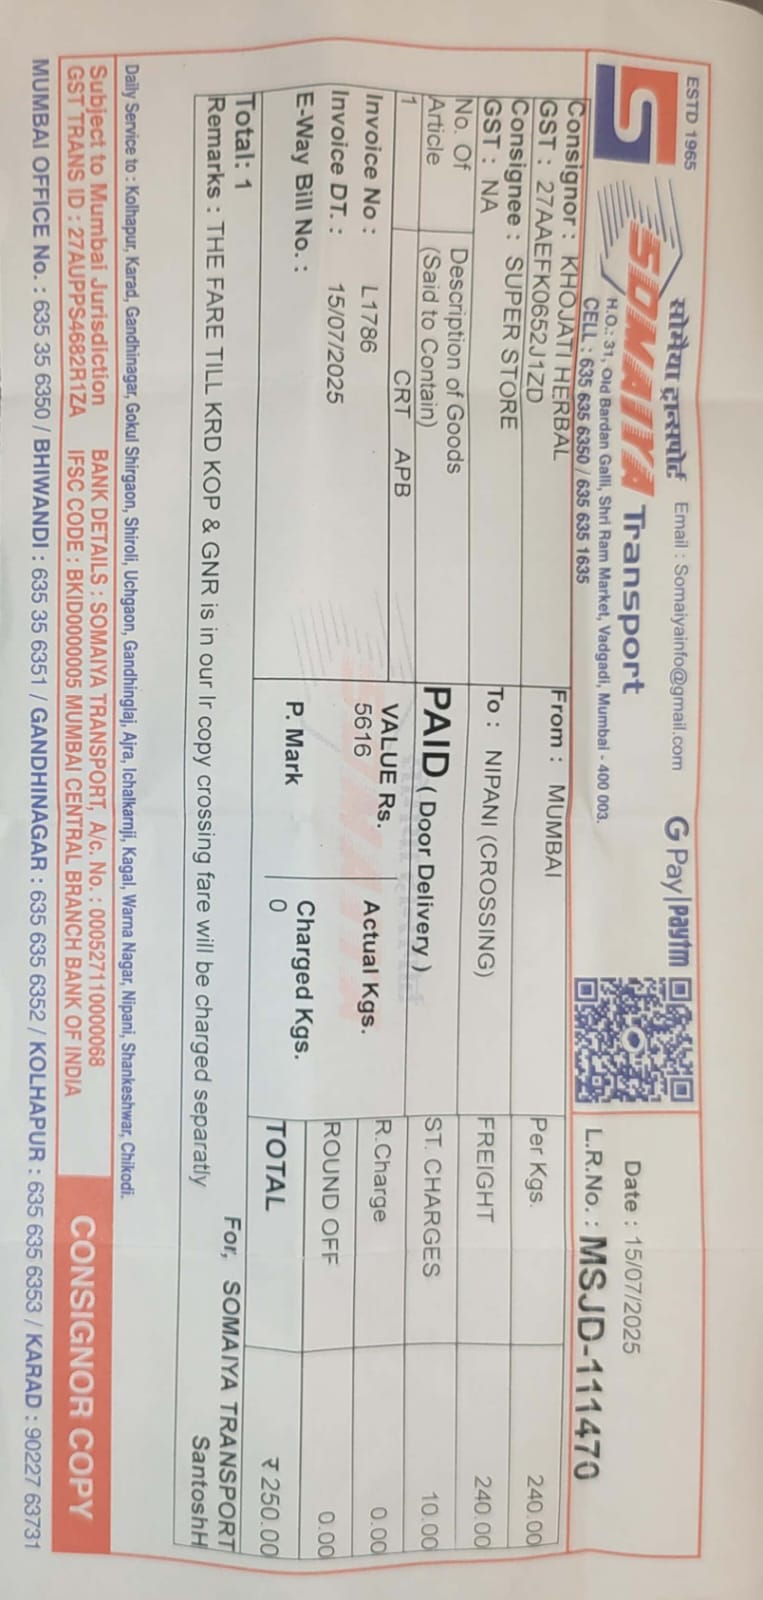 ESTD 1965
सोमैया ट्रान्सपोर्ट Email : Somaiyainfo@gmail.com
G Pay | paytm
SOMAIYA Transport
H.O.: 31, Old Bardan Galli, Shri Ram Market, Vadgadi, Mumbai - 400 003.
CELL : 635 635 6350 / 635 635 1635
Date : 15/07/2025
L.R.No. : MSJD-111470
Consignor : KHOJATI HERBAL
GST : 27AAEFK0652J1ZD
From : MUMBAI
Per Kgs. 240.00
Consignee : SUPER STORE
GST : NA
To : NIPANI (CROSSING)
FREIGHT 240.00
No. Of Article
Description of Goods (Said to Contain)
PAID ( Door Delivery )
ST. CHARGES 10.00
1 CRT APB
VALUE Rs. Actual Kgs.
5616
R.Charge 0.00
Invoice No : L1786
Invoice DT. : 15/07/2025
ROUND OFF 0.00
E-Way Bill No. :
P. Mark Charged Kgs.
0
TOTAL ₹ 250.00
Total: 1
Remarks : THE FARE TILL KRD KOP & GNR is in our lr copy crossing fare will be charged separatly
For, SOMAIYA TRANSPORT
SantoshH
Daily Service to : Kolhapur, Karad, Gandhinagar, Gokul Shirgaon, Shiroli, Uchgaon, Gandhinglaj, Ajra, Ichalkarnji, Kagal, Warna Nagar, Nipani, Shankeshwar, Chikodi.
Subject to Mumbai Jurisdiction BANK DETAILS : SOMAIYA TRANSPORT, A/c. No. : 000527110000068
GST TRANS ID : 27AUPPS4682R1ZA IFSC CODE : BKID0000005 MUMBAI CENTRAL BRANCH BANK OF INDIA
CONSIGNOR COPY
MUMBAI OFFICE No. : 635 35 6350 / BHIWANDI : 635 35 6351 / GANDHINAGAR : 635 635 6352 / KOLHAPUR : 635 635 6353 / KARAD : 90227 63731